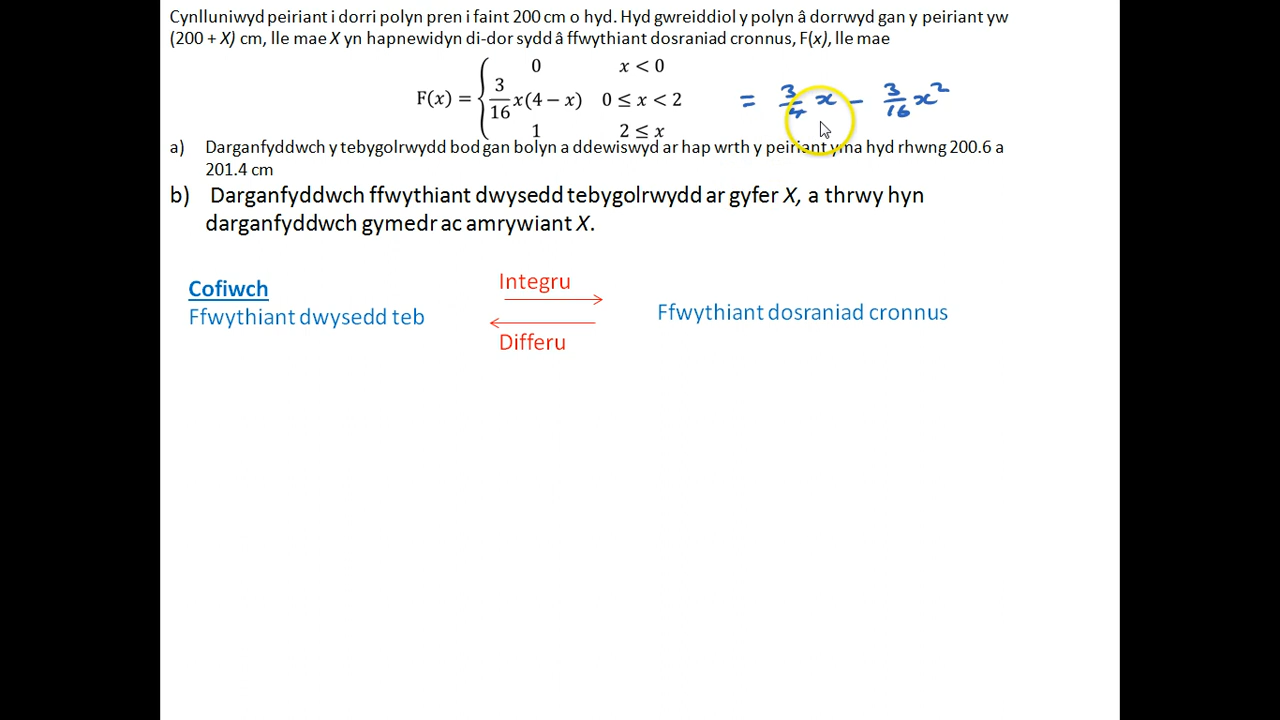 Cynlluniwyd peiriant i dorri polyn pren i faint 200 cm o hyd. Hyd gwreiddiol y polyn â dorrwyd gan y peiriant yw
(200 + X) cm, lle mae X yn hapnewidyn di-dor sydd â ffwythiant dosraniad cronnus, F(x), lle mae
0 x < 0
F(x) = { 3/16 x(4 − x) 0 ≤ x < 2 = 3/4 x − 3/16 x²
1 2 ≤ x
a) Darganfyddwch y tebygolrwydd bod gan bolyn a ddewiswyd ar hap wrth y peiriant yma hyd rhwng 200.6 a
201.4 cm
b) Darganfyddwch ffwythiant dwysedd tebygolrwydd ar gyfer X, a thrwy hyn
darganfyddwch gymedr ac amrywiant X.
Integru
Cofiwch
Ffwythiant dwysedd teb
Ffwythiant dosraniad cronnus
Differu